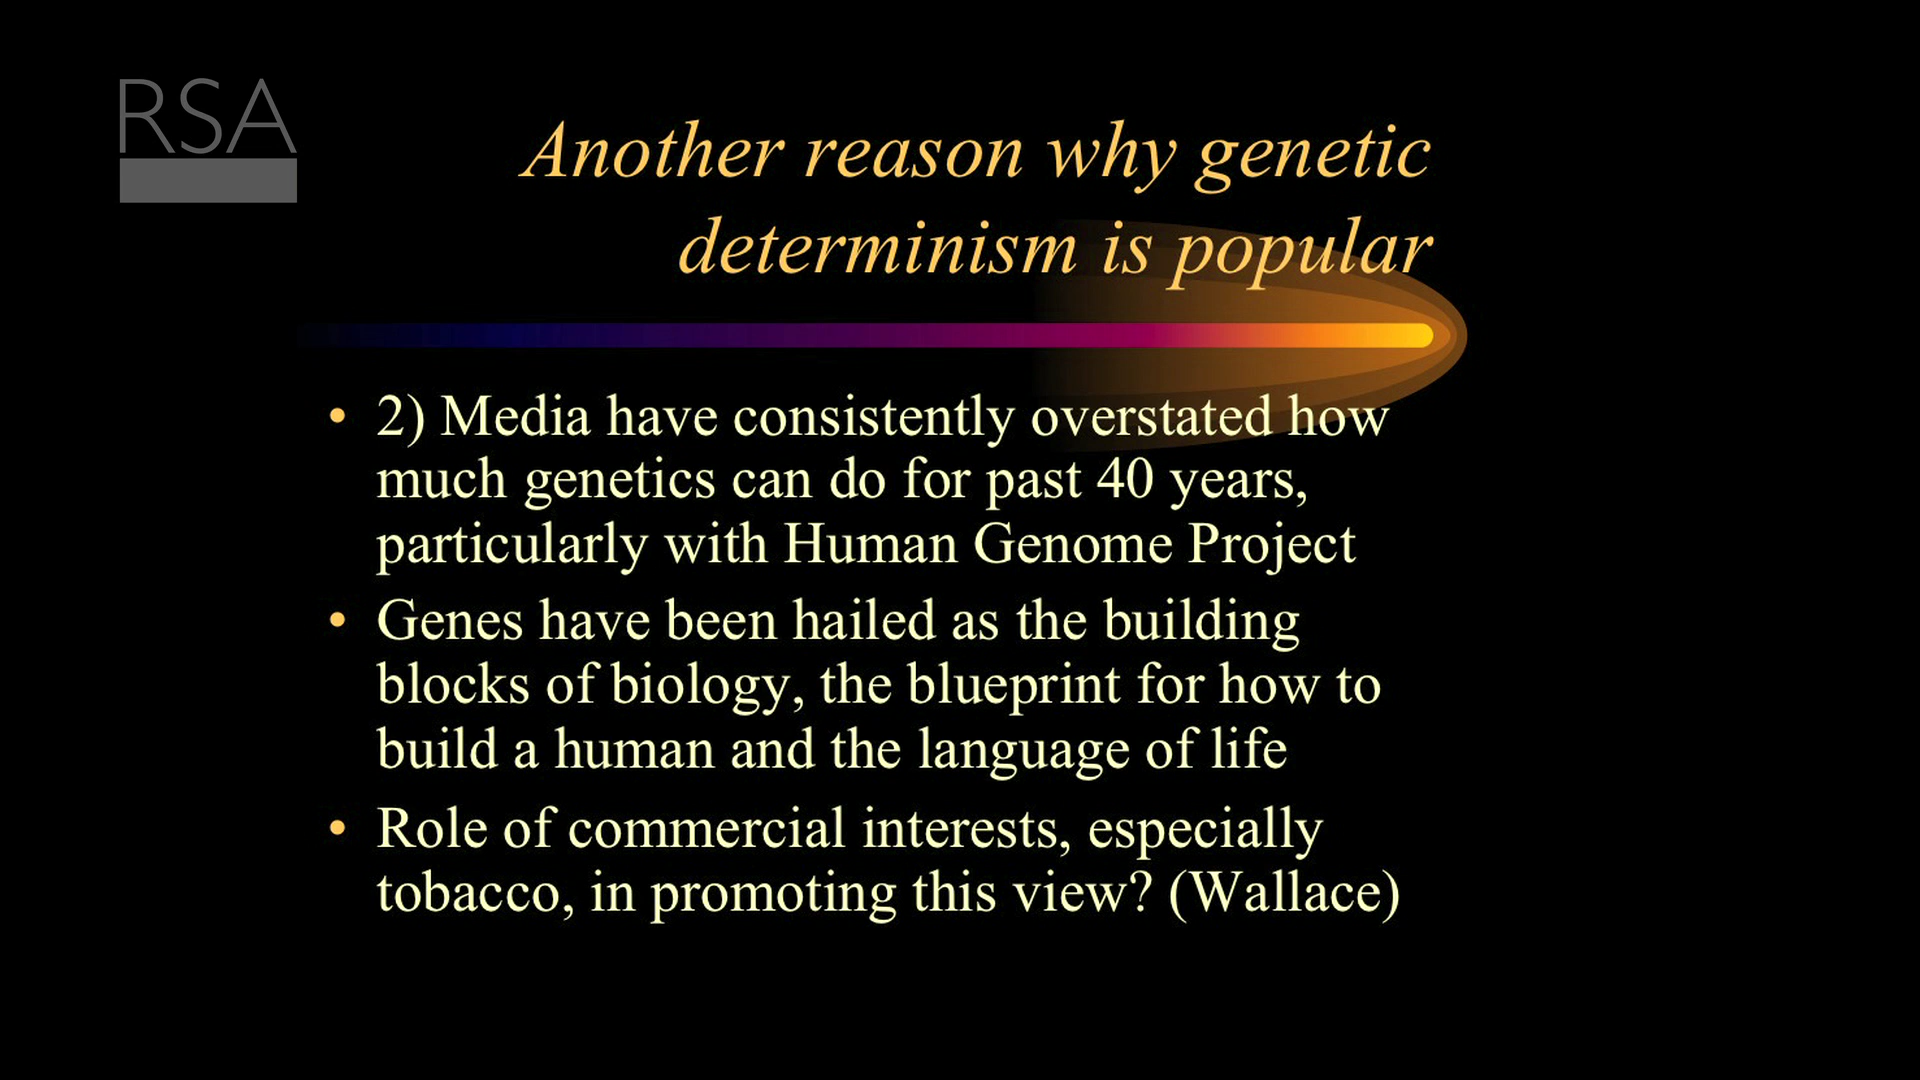 RSA
Another reason why genetic
determinism is popular
• 2) Media have consistently overstated how
much genetics can do for past 40 years,
particularly with Human Genome Project
• Genes have been hailed as the building
blocks of biology, the blueprint for how to
build a human and the language of life
• Role of commercial interests, especially
tobacco, in promoting this view? (Wallace)